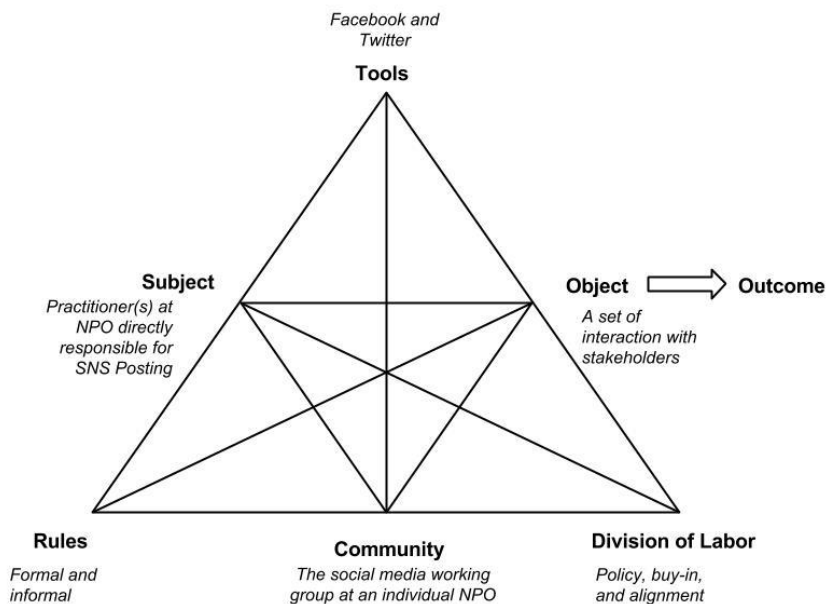 Facebook and
Twitter
Tools
Subject
Practitioner(s) at
NPO directly
responsible for
SNS Posting
Object
Outcome
A set of
interaction with
stakeholders
Rules
Formal and
informal
Community
The social media working
group at an individual NPO
Division of Labor
Policy, buy-in,
and alignment